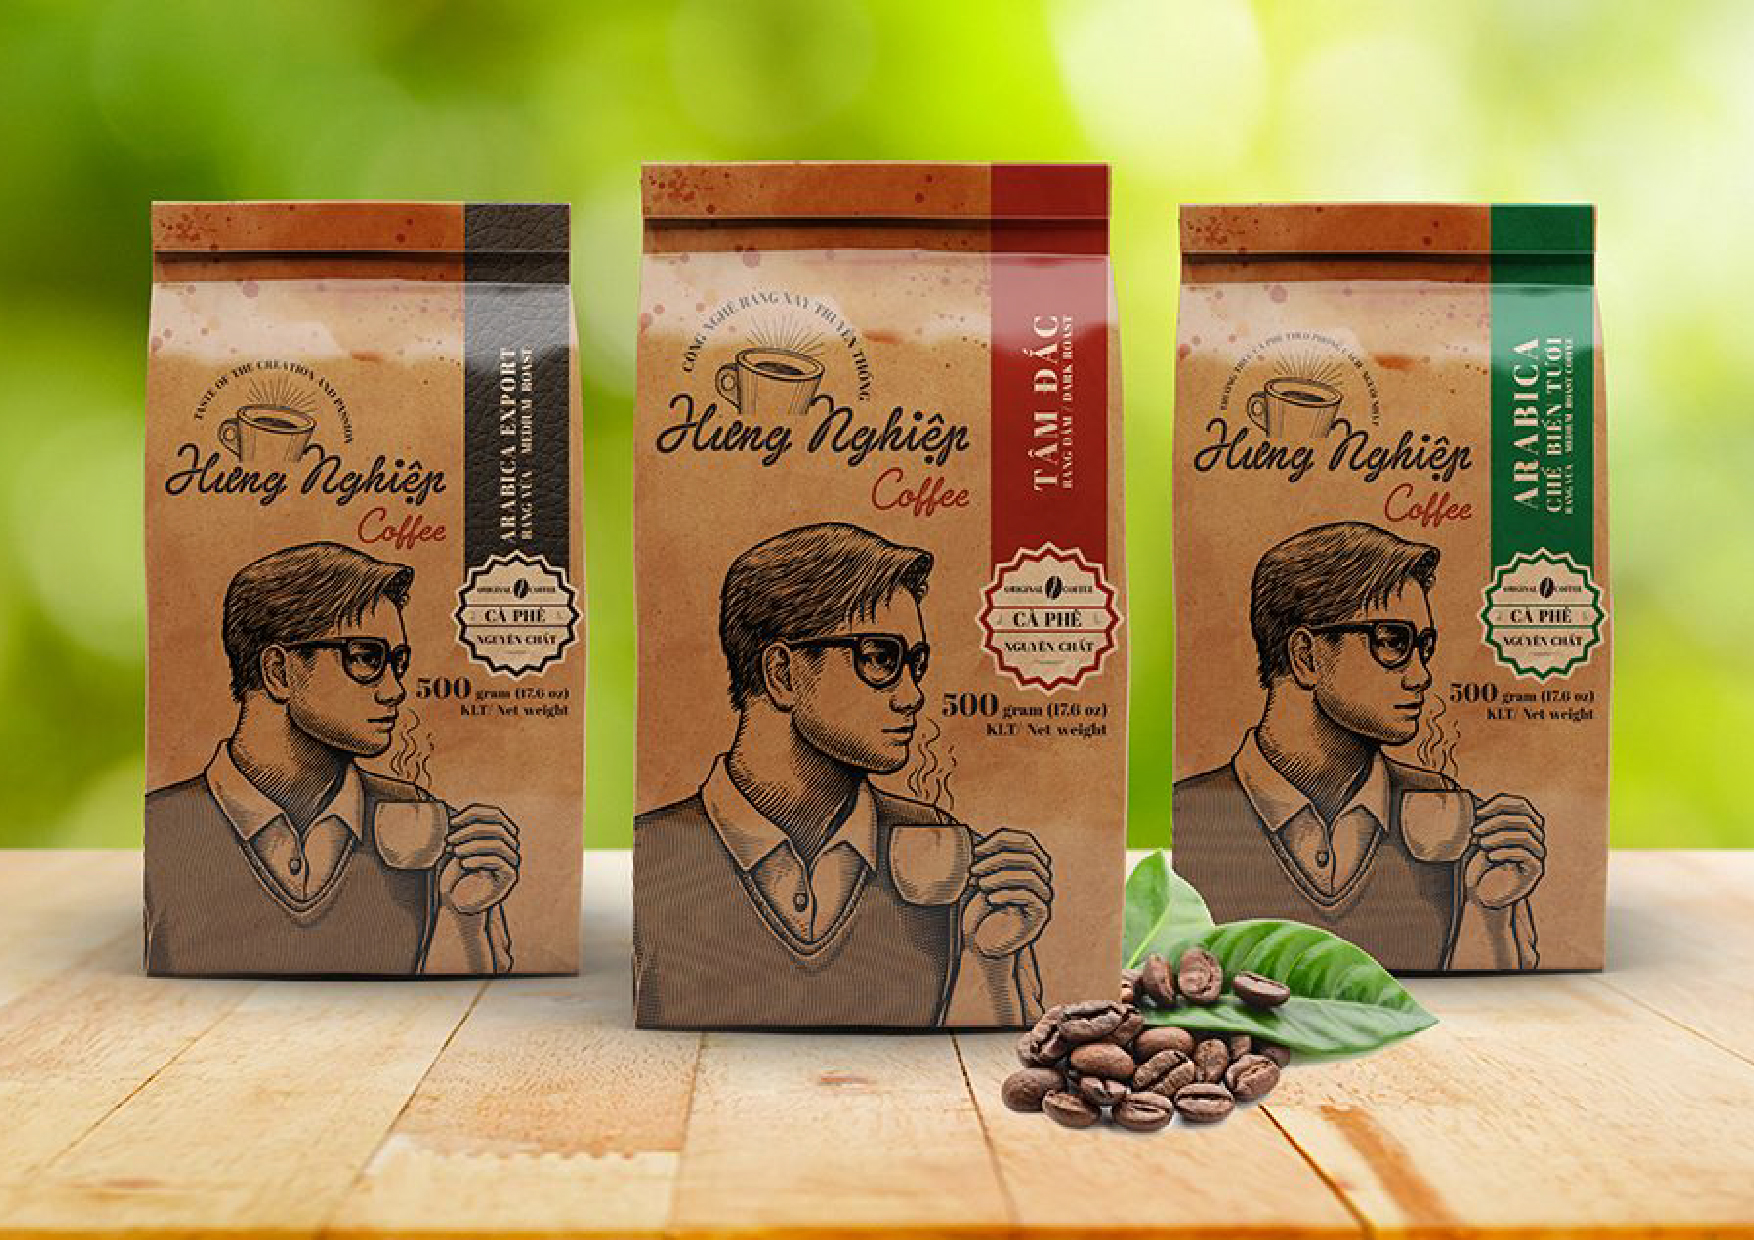 TASTE OF THE CREATION AND PASSION
Hưng Nghiệp
Coffee
ARABICA EXPORT
RANG VỪA MEDIUM ROAST
ORIGINAL COFFEE
CÀ PHÊ
NGUYÊN CHẤT
500 gram (17.6 oz)
KLT/ Net weight
CÔNG NGHỆ RANG XAY TRUYỀN THỐNG
Hưng Nghiệp
Coffee
TÂM ĐẮC
RANG ĐẬM / DARK ROAST
ORIGINAL COFFEE
CÀ PHÊ
NGUYÊN CHẤT
500 gram (17.6 oz)
KLT/ Net weight
Hưng Nghiệp
Coffee
ARABICA
CHẾ BIẾN TƯƠI
RANG VỪA MEDIUM ROAST COFFEE
ORIGINAL COFFEE
CÀ PHÊ
NGUYÊN CHẤT
500 gram (17.6 oz)
KLT/ Net weight